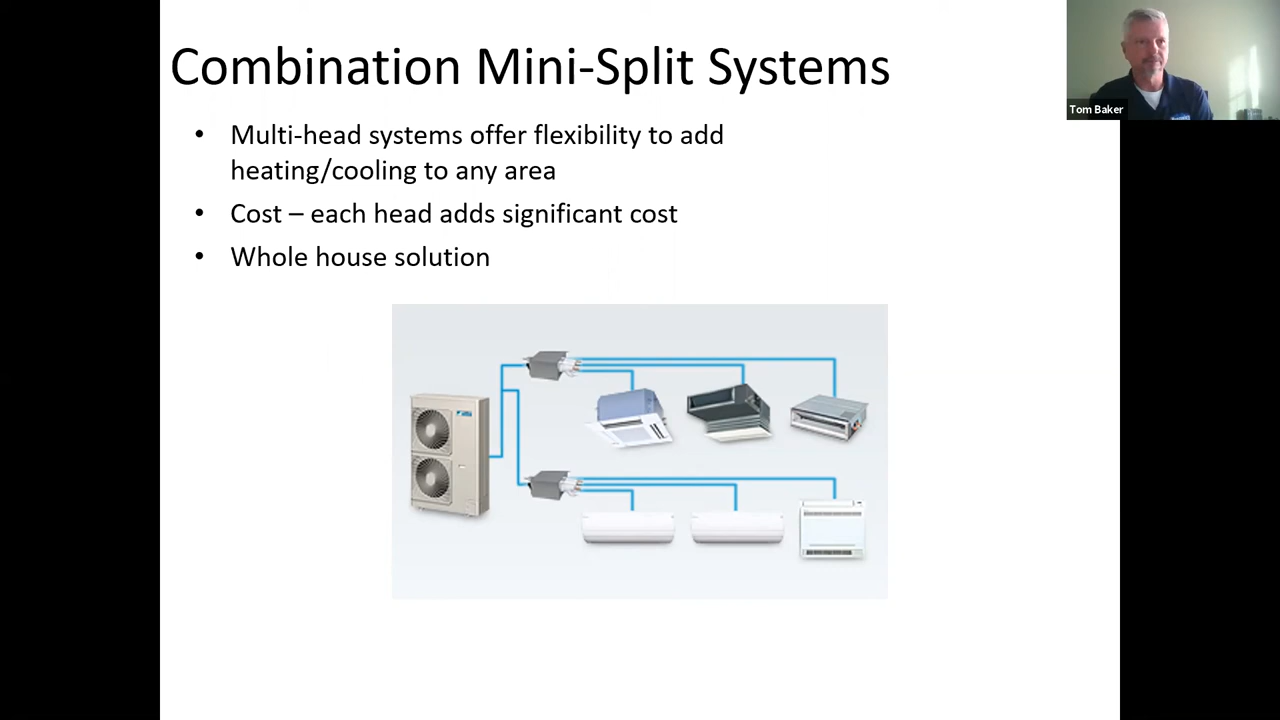 Combination Mini-Split Systems
• Multi-head systems offer flexibility to add
heating/cooling to any area
• Cost – each head adds significant cost
• Whole house solution
Tom Baker